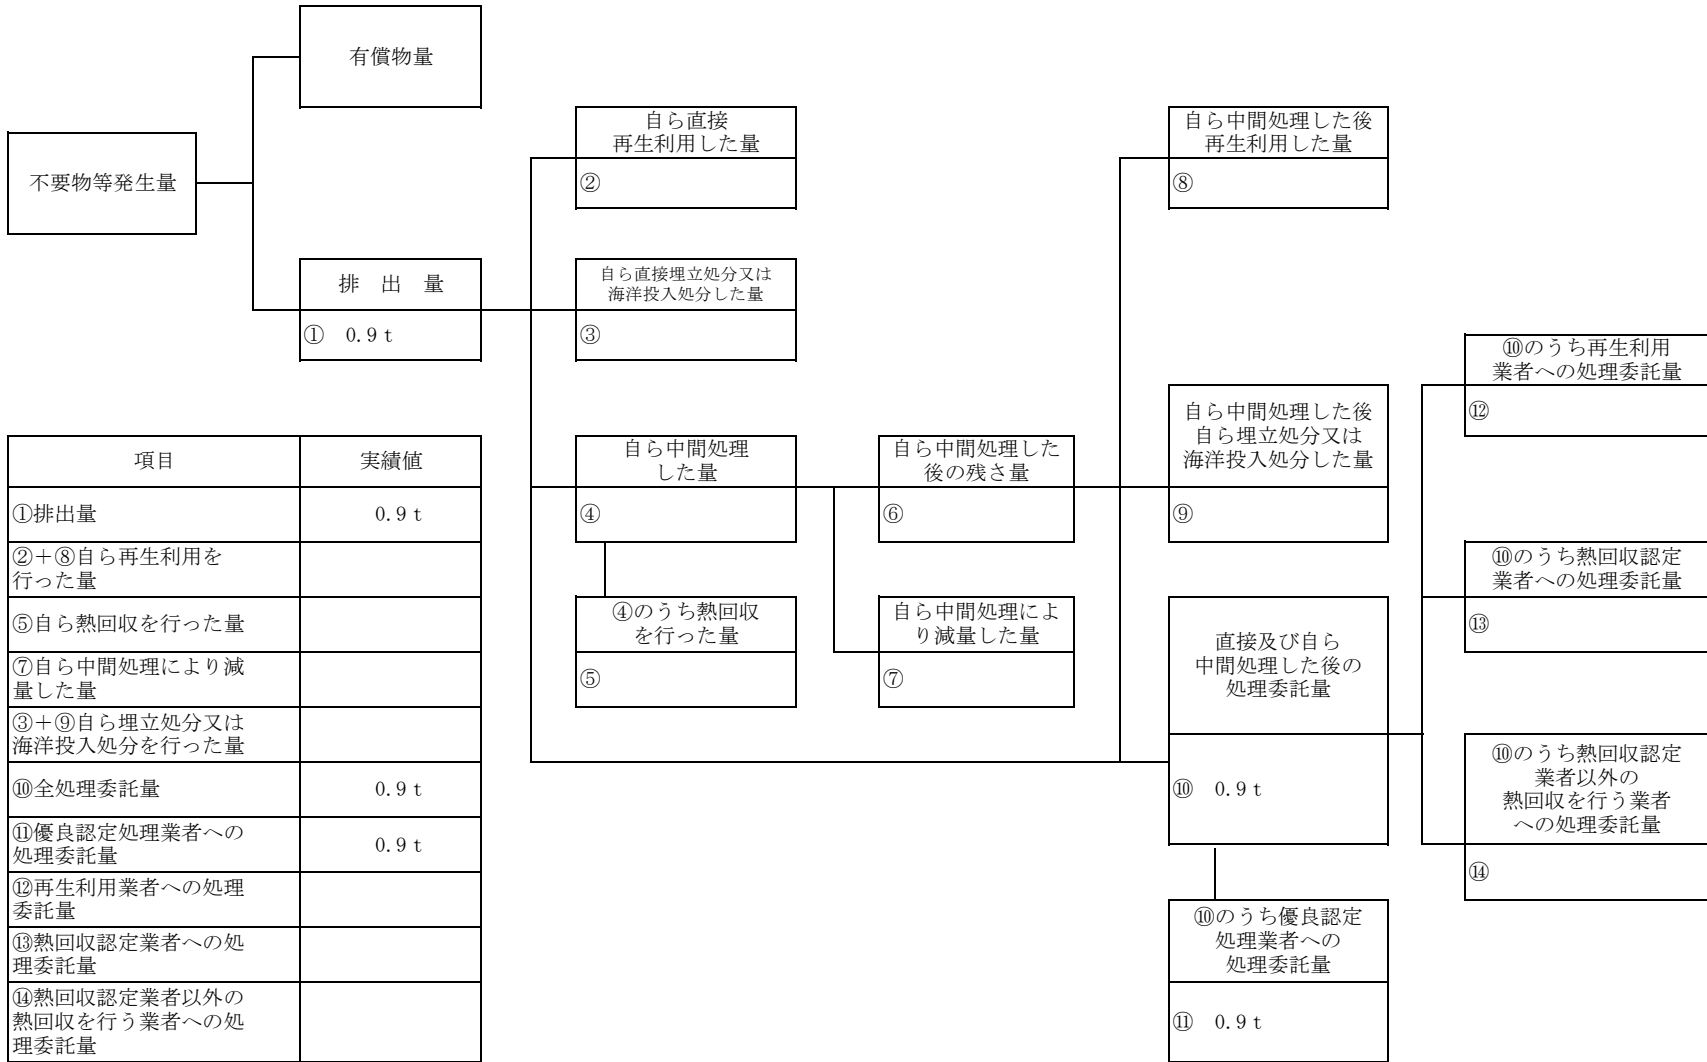 有償物量
不要物等発生量
排　出　量
① 0.9 t
自ら直接
再生利用した量
②
自ら直接埋立処分又は
海洋投入処分した量
③
自ら中間処理
した量
④
④のうち熱回収
を行った量
⑤
自ら中間処理した
後の残さ量
⑥
自ら中間処理によ
り減量した量
⑦
自ら中間処理した後
再生利用した量
⑧
自ら中間処理した後
自ら埋立処分又は
海洋投入処分した量
⑨
直接及び自ら
中間処理した後の
処理委託量
⑩ 0.9 t
⑩のうち優良認定
処理業者への
処理委託量
⑪ 0.9 t
⑩のうち再生利用
業者への処理委託量
⑫
⑩のうち熱回収認定
業者への処理委託量
⑬
⑩のうち熱回収認定
業者以外の
熱回収を行う業者
への処理委託量
⑭
項目 実績値
①排出量 0.9 t
②＋⑧自ら再生利用を
行った量
⑤自ら熱回収を行った量
⑦自ら中間処理により減
量した量
③＋⑨自ら埋立処分又は
海洋投入処分を行った量
⑩全処理委託量 0.9 t
⑪優良認定処理業者への
処理委託量 0.9 t
⑫再生利用業者への処理
委託量
⑬熱回収認定業者への処
理委託量
⑭熱回収認定業者以外の
熱回収を行う業者への処
理委託量